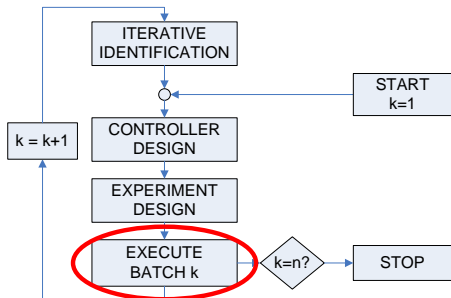 ITERATIVE
IDENTIFICATION
START
k=1
CONTROLLER
DESIGN
k = k+1
EXPERIMENT
DESIGN
EXECUTE
BATCH k
k=n?
STOP